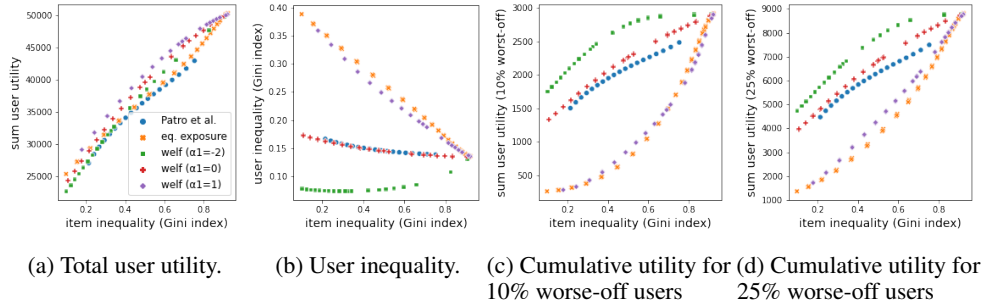 50000
45000
40000
35000
30000
25000
sum user utility
0.2 0.4 0.6 0.8
item inequality (Gini index)
Patro et al.
eq. exposure
welf (α1=-2)
welf (α1=0)
welf (α1=1)
0.40
0.35
0.30
0.25
0.20
0.15
0.10
user inequality (Gini index)
0.2 0.4 0.6 0.8
item inequality (Gini index)
3000
2500
2000
1500
1000
500
sum user utility (10% worst-off)
0.2 0.4 0.6 0.8
item inequality (Gini index)
9000
8000
7000
6000
5000
4000
3000
2000
1000
sum user utility (25% worst-off)
0.2 0.4 0.6 0.8
item inequality (Gini index)
(a) Total user utility.
(b) User inequality.
(c) Cumulative utility for
10% worse-off users
(d) Cumulative utility for
25% worse-off users